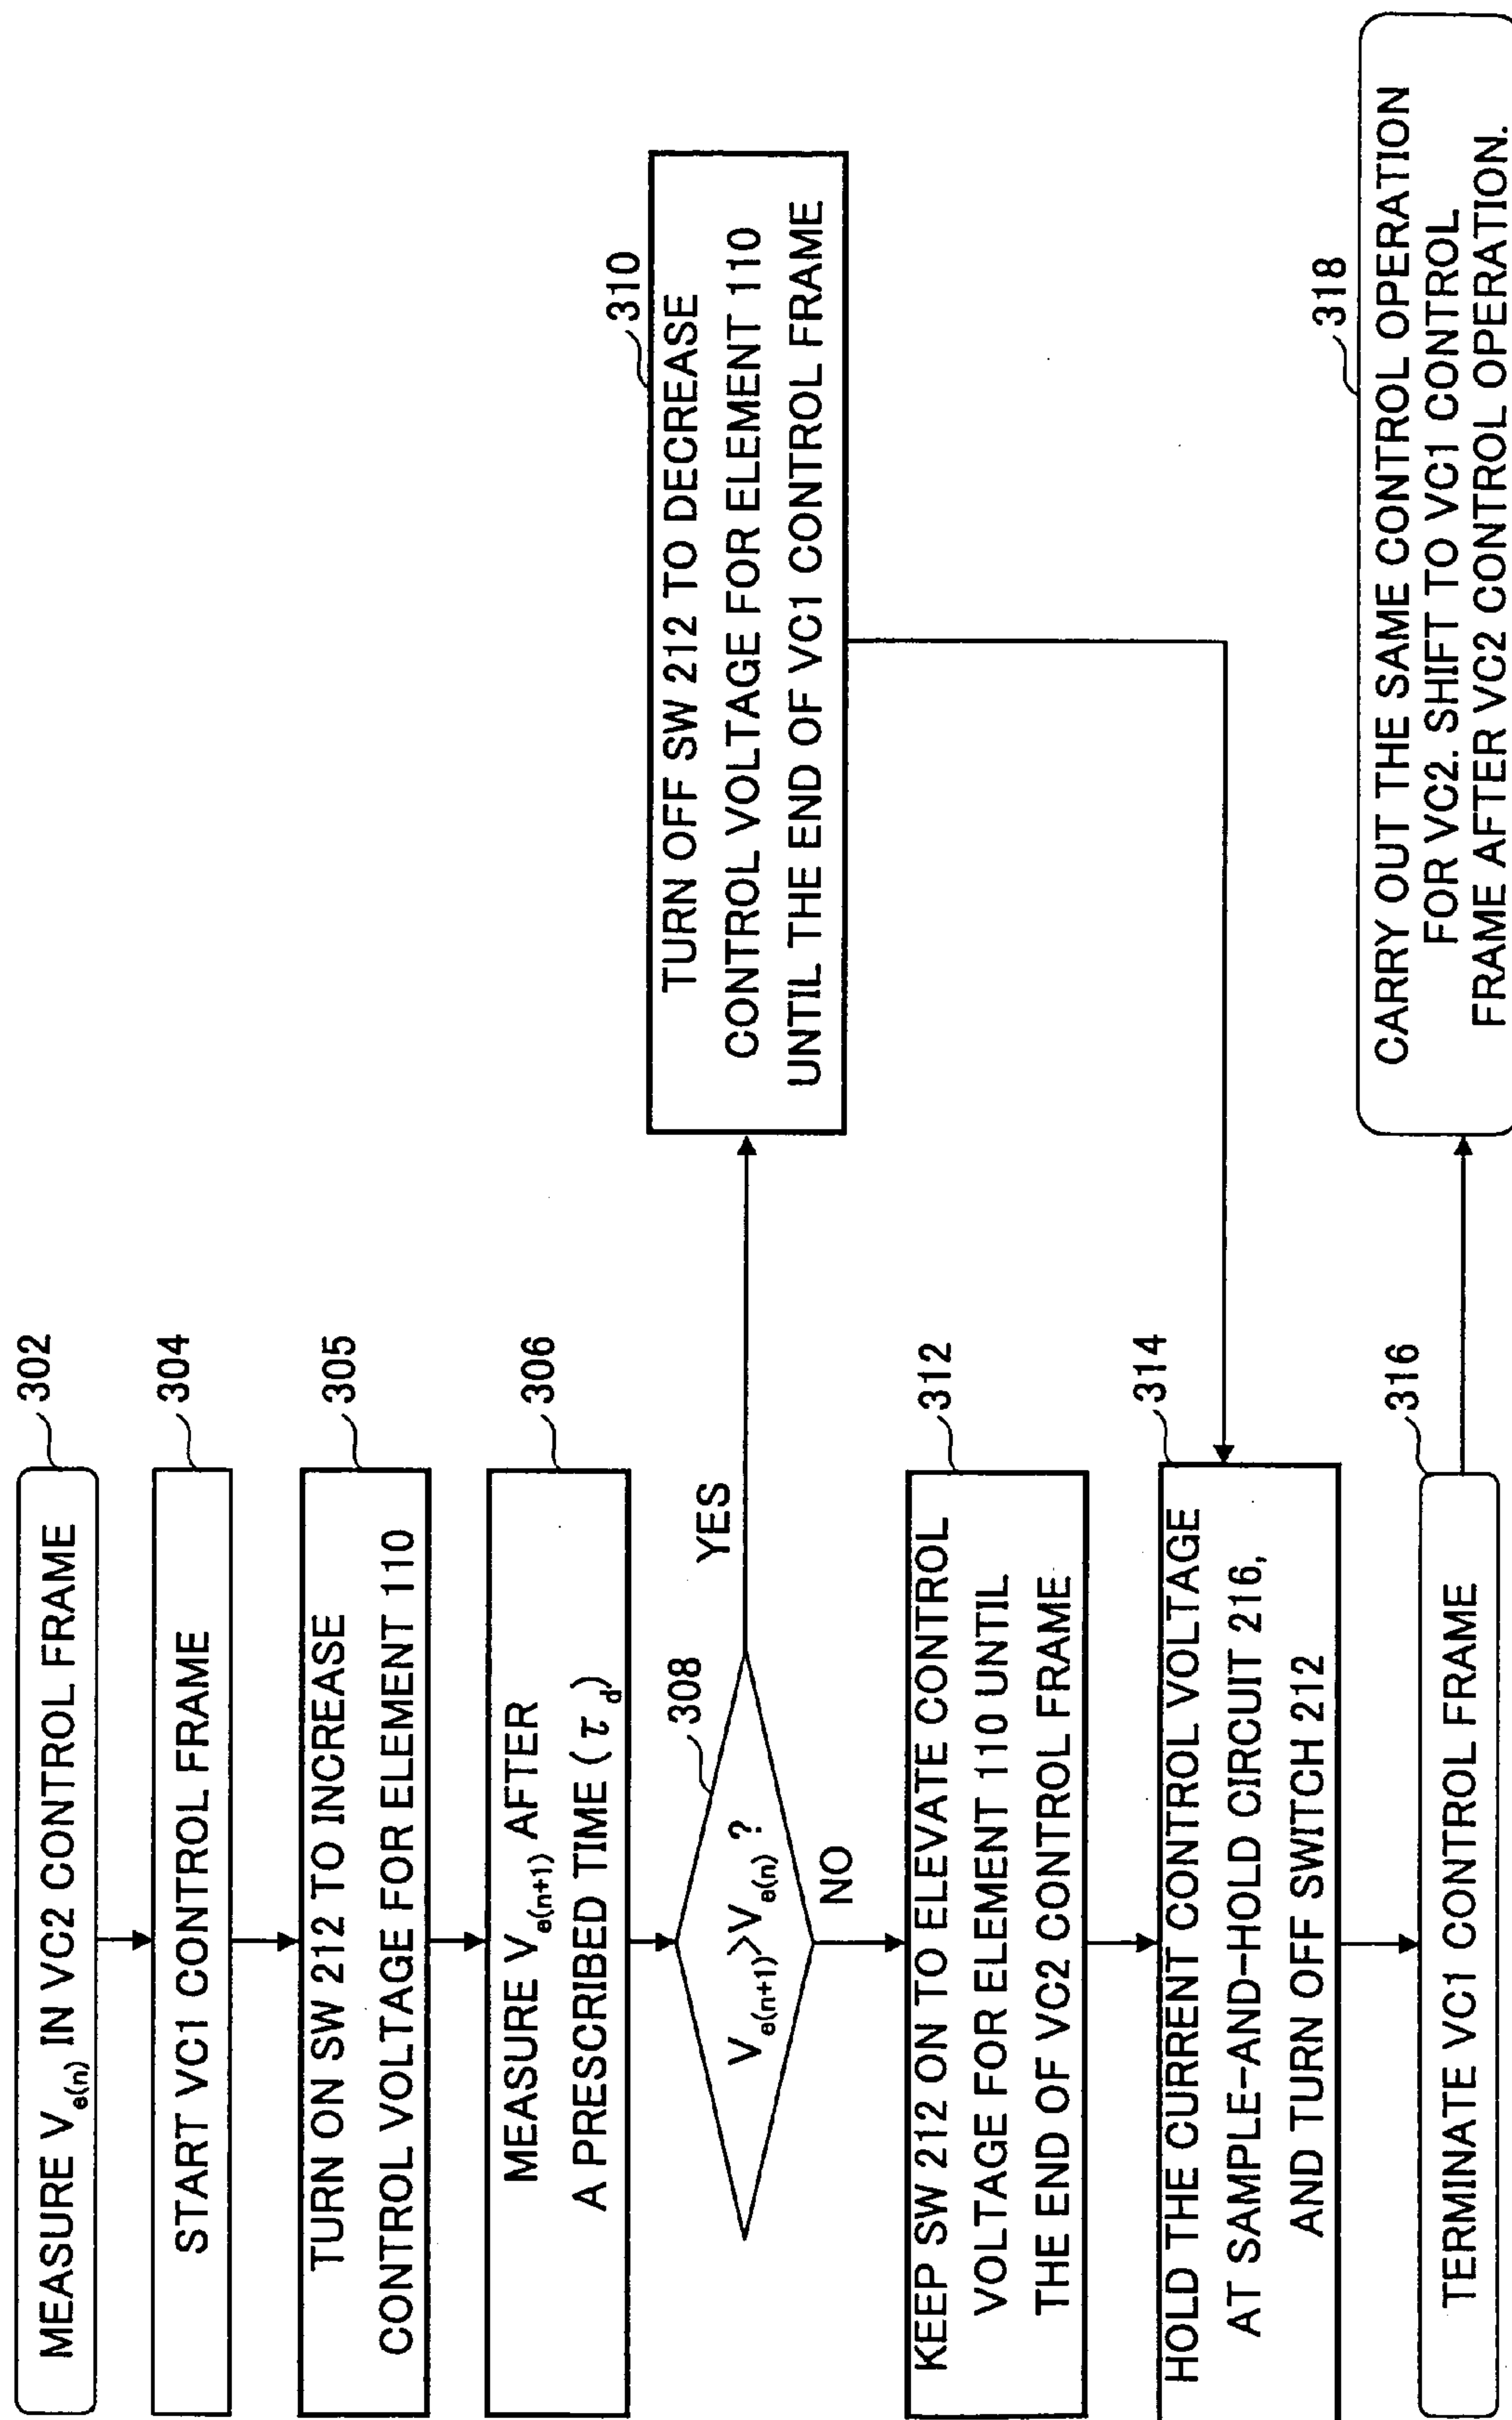 302
MEASURE Ve(n) IN VC2 CONTROL FRAME
304
START VC1 CONTROL FRAME
305
TURN ON SW 212 TO INCREASE
CONTROL VOLTAGE FOR ELEMENT 110
306
MEASURE Ve(n+1) AFTER
A PRESCRIBED TIME (τd)
308
Ve(n+1)>Ve(n) ?
YES
NO
310
TURN OFF SW 212 TO DECREASE
CONTROL VOLTAGE FOR ELEMENT 110
UNTIL THE END OF VC1 CONTROL FRAME
312
KEEP SW 212 ON TO ELEVATE CONTROL
VOLTAGE FOR ELEMENT 110 UNTIL
THE END OF VC2 CONTROL FRAME
314
HOLD THE CURRENT CONTROL VOLTAGE
AT SAMPLE-AND-HOLD CIRCUIT 216,
AND TURN OFF SWITCH 212
316
TERMINATE VC1 CONTROL FRAME
318
CARRY OUT THE SAME CONTROL OPERATION
FOR VC2. SHIFT TO VC1 CONTROL
FRAME AFTER VC2 CONTROL OPERATION.